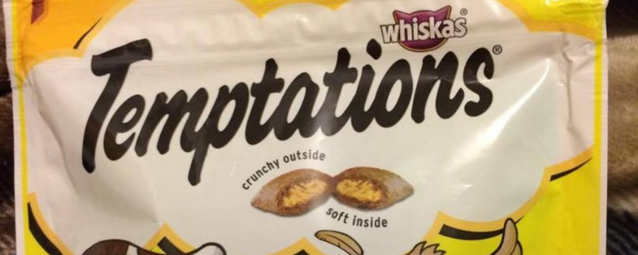 whiskas®
Temptations®
crunchy outside
soft inside